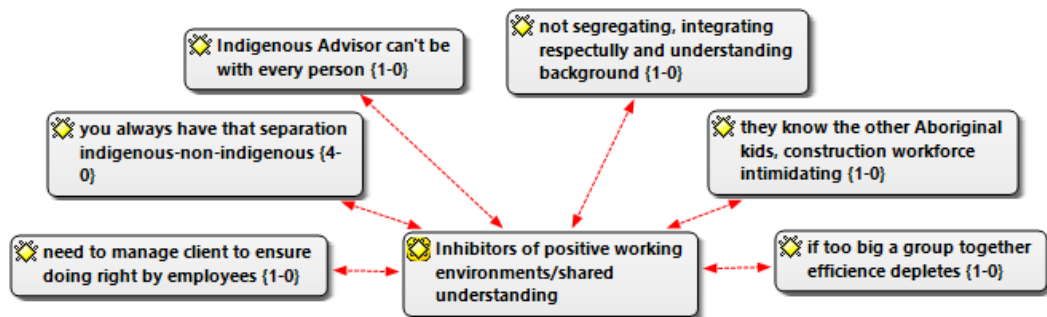 Indigenous Advisor can't be
with every person {1-0}
not segregating, integrating
respectully and understanding
background {1-0}
you always have that separation
indigenous-non-indigenous {4-
0}
they know the other Aboriginal
kids, construction workforce
intimidating {1-0}
need to manage client to ensure
doing right by employees {1-0}
Inhibitors of positive working
environments/shared
understanding
if too big a group together
efficience depletes {1-0}